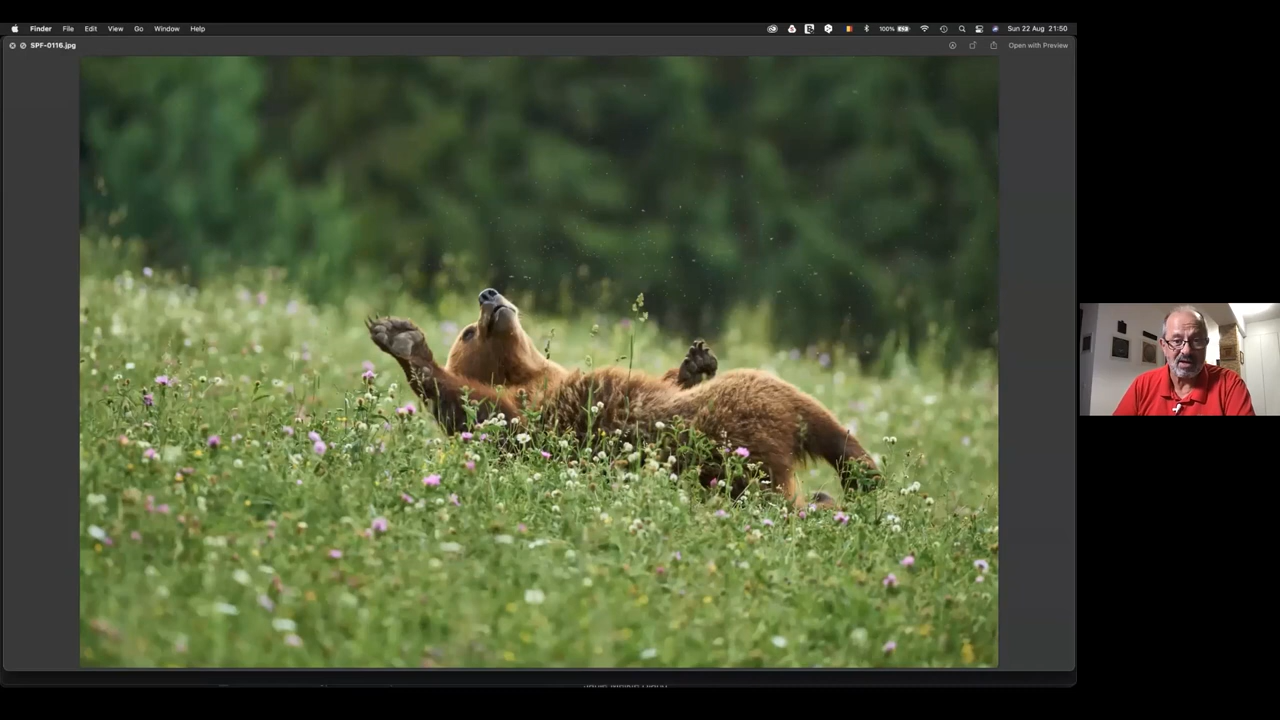 Finder File Edit View Go Window Help 100% Sun 22 Aug 21:50
SPF-0116.jpg Open with Preview